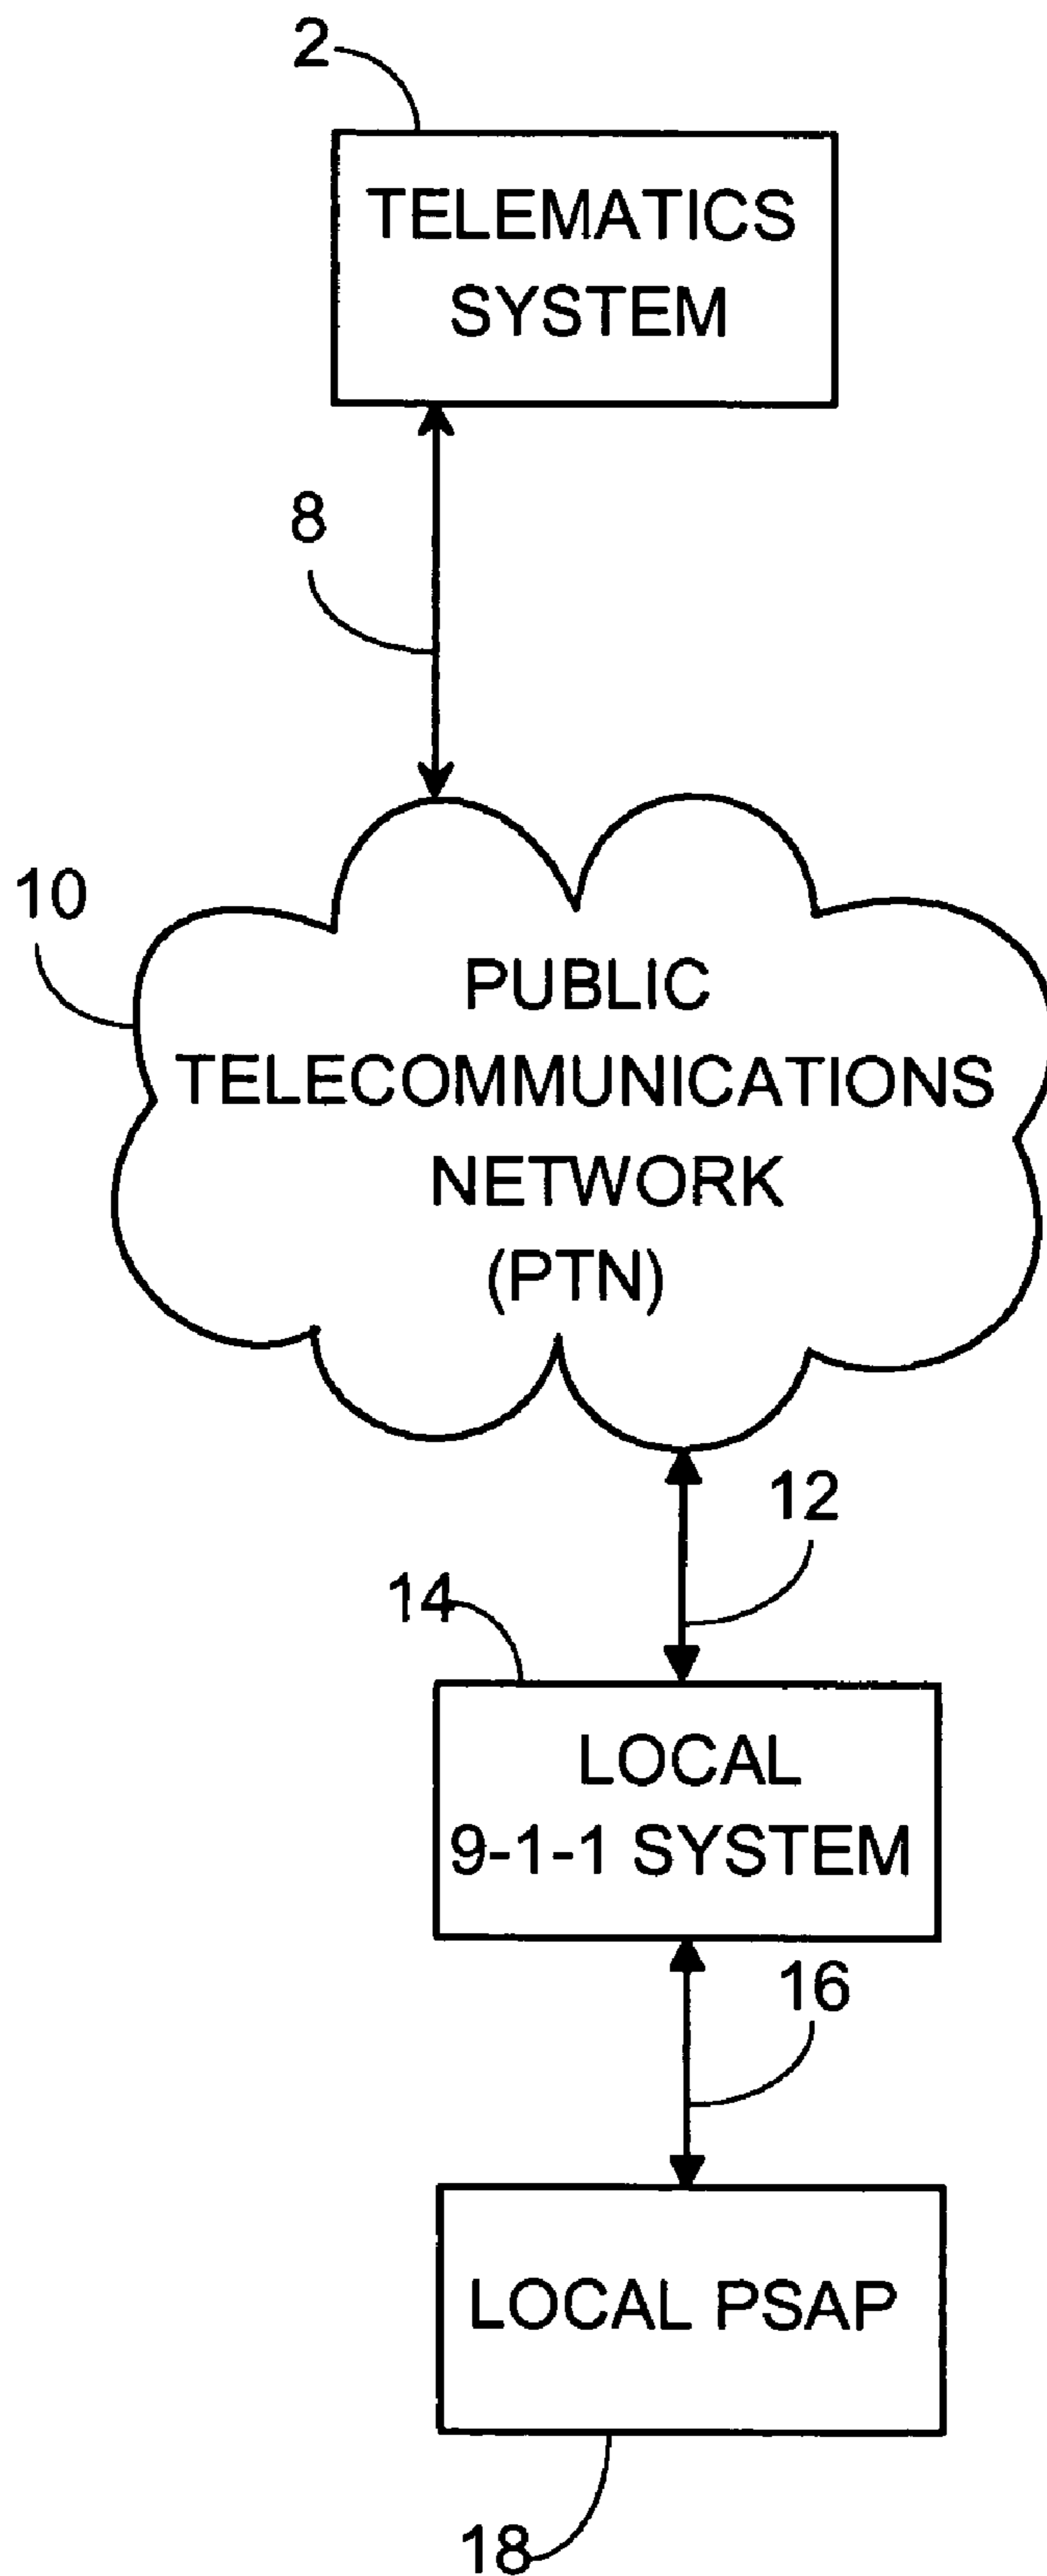 2
TELEMATICS
SYSTEM
8
10
PUBLIC
TELECOMMUNICATIONS
NETWORK
(PTN)
12
14
LOCAL
9-1-1 SYSTEM
16
LOCAL PSAP
18